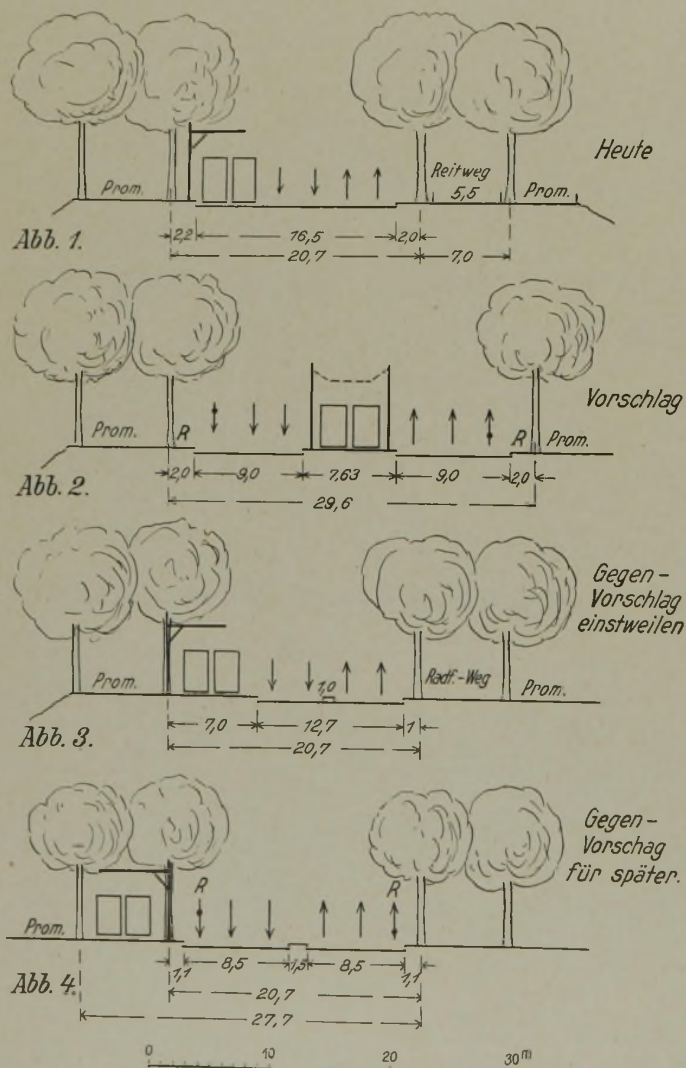 Heute
Reitweg
Prom. 5,5 Prom.
Abb. 1.
2,2 16,5 2,0
20,7 7,0
Vorschlag
Prom. R R Prom.
2,0 9,0 7,63 9,0 2,0
Abb. 2.
29,6
Gegen-
Vorschlag
einstweilen
Prom. 1,0 Radf.-Weg Prom.
7,0 12,7 1
Abb. 3.
20,7
Gegen-
Vorschag
für später.
R R
Prom.
1,1 8,5 1,5 8,5 1,1
Abb. 4.
20,7
27,7
0 10 20 30 m